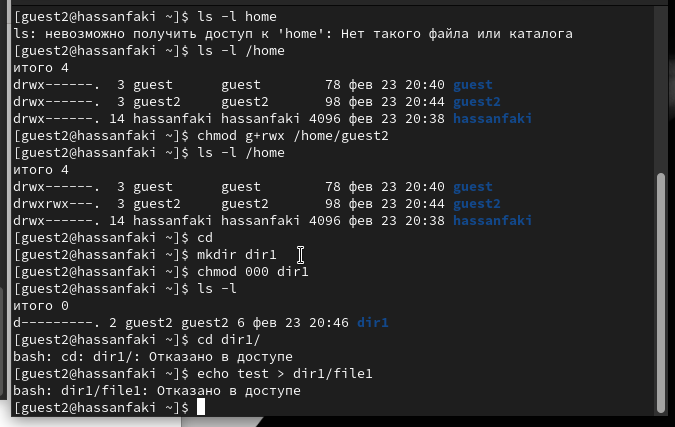 [guest2@hassanfaki ~]$ ls -l home
ls: невозможно получить доступ к 'home': Нет такого файла или каталога
[guest2@hassanfaki ~]$ ls -l /home
итого 4
drwx------.  3 guest      guest        78 фев 23 20:40 guest
drwx------.  3 guest2     guest2       98 фев 23 20:44 guest2
drwx------. 14 hassanfaki hassanfaki 4096 фев 23 20:38 hassanfaki
[guest2@hassanfaki ~]$ chmod g+rwx /home/guest2
[guest2@hassanfaki ~]$ ls -l /home
итого 4
drwx------.  3 guest      guest        78 фев 23 20:40 guest
drwxrwx---.  3 guest2     guest2       98 фев 23 20:44 guest2
drwx------. 14 hassanfaki hassanfaki 4096 фев 23 20:38 hassanfaki
[guest2@hassanfaki ~]$ cd
[guest2@hassanfaki ~]$ mkdir dir1
[guest2@hassanfaki ~]$ chmod 000 dir1
[guest2@hassanfaki ~]$ ls -l
итого 0
d---------. 2 guest2 guest2 6 фев 23 20:46 dir1
[guest2@hassanfaki ~]$ cd dir1/
bash: cd: dir1/: Отказано в доступе
[guest2@hassanfaki ~]$ echo test > dir1/file1
bash: dir1/file1: Отказано в доступе
[guest2@hassanfaki ~]$